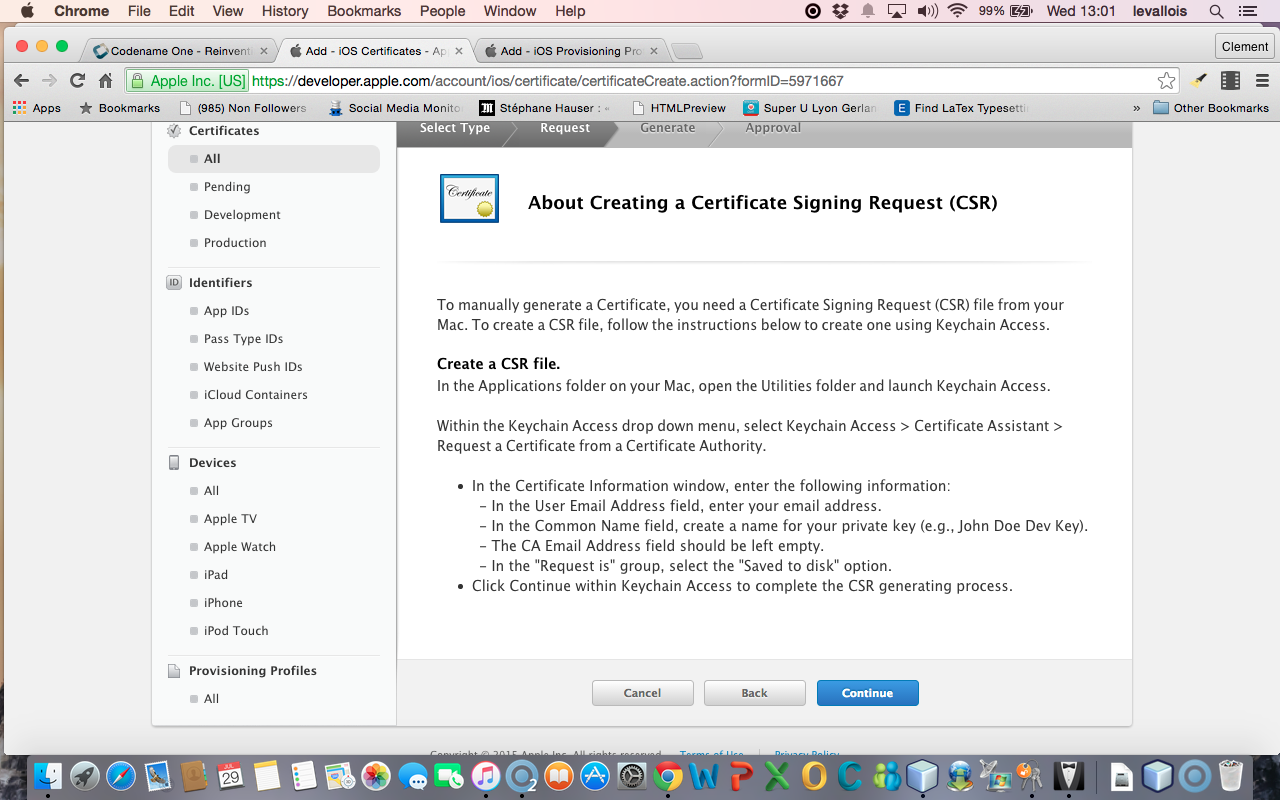 Chrome File Edit View History Bookmarks People Window Help 99% Wed 13:01 levallois
Codename One - Reinventi Add - iOS Certificates - Ap Add - iOS Provisioning Pro Clement
Apple Inc. [US] https://developer.apple.com/account/ios/certificate/certificateCreate.action?formID=5971667
Apps Bookmarks (985) Non Followers Social Media Monito Stéphane Hauser : « HTMLPreview Super U Lyon Gerlan Find LaTex Typesettin » Other Bookmarks
Certificates
All
Pending
Development
Production
ID Identifiers
App IDs
Pass Type IDs
Website Push IDs
iCloud Containers
App Groups
Devices
All
Apple TV
Apple Watch
iPad
iPhone
iPod Touch
Provisioning Profiles
All
Select Type Request Generate Approval
Certificate
About Creating a Certificate Signing Request (CSR)
To manually generate a Certificate, you need a Certificate Signing Request (CSR) file from your
Mac. To create a CSR file, follow the instructions below to create one using Keychain Access.
Create a CSR file.
In the Applications folder on your Mac, open the Utilities folder and launch Keychain Access.
Within the Keychain Access drop down menu, select Keychain Access > Certificate Assistant >
Request a Certificate from a Certificate Authority.
• In the Certificate Information window, enter the following information:
– In the User Email Address field, enter your email address.
– In the Common Name field, create a name for your private key (e.g., John Doe Dev Key).
– The CA Email Address field should be left empty.
– In the "Request is" group, select the "Saved to disk" option.
• Click Continue within Keychain Access to complete the CSR generating process.
Cancel Back Continue
Copyright © 2015 Apple Inc. All rights reserved. Terms of Use Privacy Policy
29